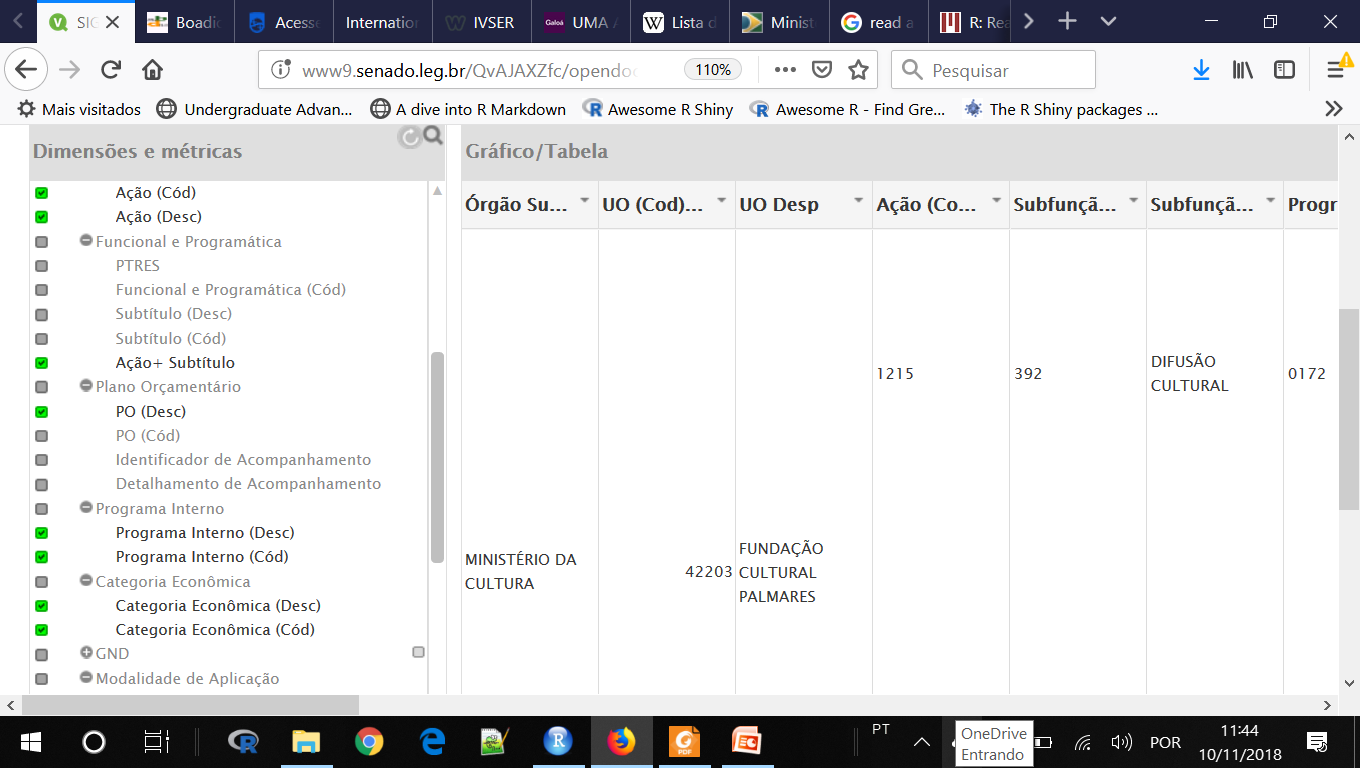 SIG
Boadic
Acesse
Internation
IVSER
Galoá
UMA A
W
Lista d
Ministé
read a
R: Rea
www9.senado.leg.br/QvAJAXZfc/opendoc
110%
Pesquisar
Mais visitados
Undergraduate Advan...
A dive into R Markdown
Awesome R Shiny
Awesome R - Find Gre...
The R Shiny packages ...
Dimensões e métricas
Ação (Cód)
Ação (Desc)
Funcional e Programática
PTRES
Funcional e Programática (Cód)
Subtítulo (Desc)
Subtítulo (Cód)
Ação+ Subtítulo
Plano Orçamentário
PO (Desc)
PO (Cód)
Identificador de Acompanhamento
Detalhamento de Acompanhamento
Programa Interno
Programa Interno (Desc)
Programa Interno (Cód)
Categoria Econômica
Categoria Econômica (Desc)
Categoria Econômica (Cód)
GND
Modalidade de Aplicação
Gráfico/Tabela
Órgão Su...
UO (Cod)...
UO Desp
Ação (Co...
Subfunçã...
Subfunçã...
Progr
1215
392
DIFUSÃO
CULTURAL
0172
MINISTÉRIO DA
CULTURA
42203
FUNDAÇÃO
CULTURAL
PALMARES
PDF
PT
OneDrive
Entrando
POR
11:44
10/11/2018